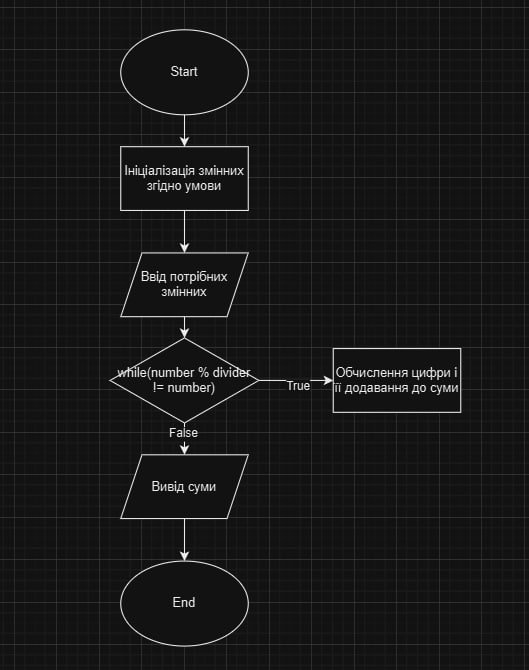 Start
Ініціалізація змінних
згідно умови
Ввід потрібних
змінних
while(number % divider
!= number)
True
Обчислення цифри і
її додавання до суми
False
Вивід суми
End